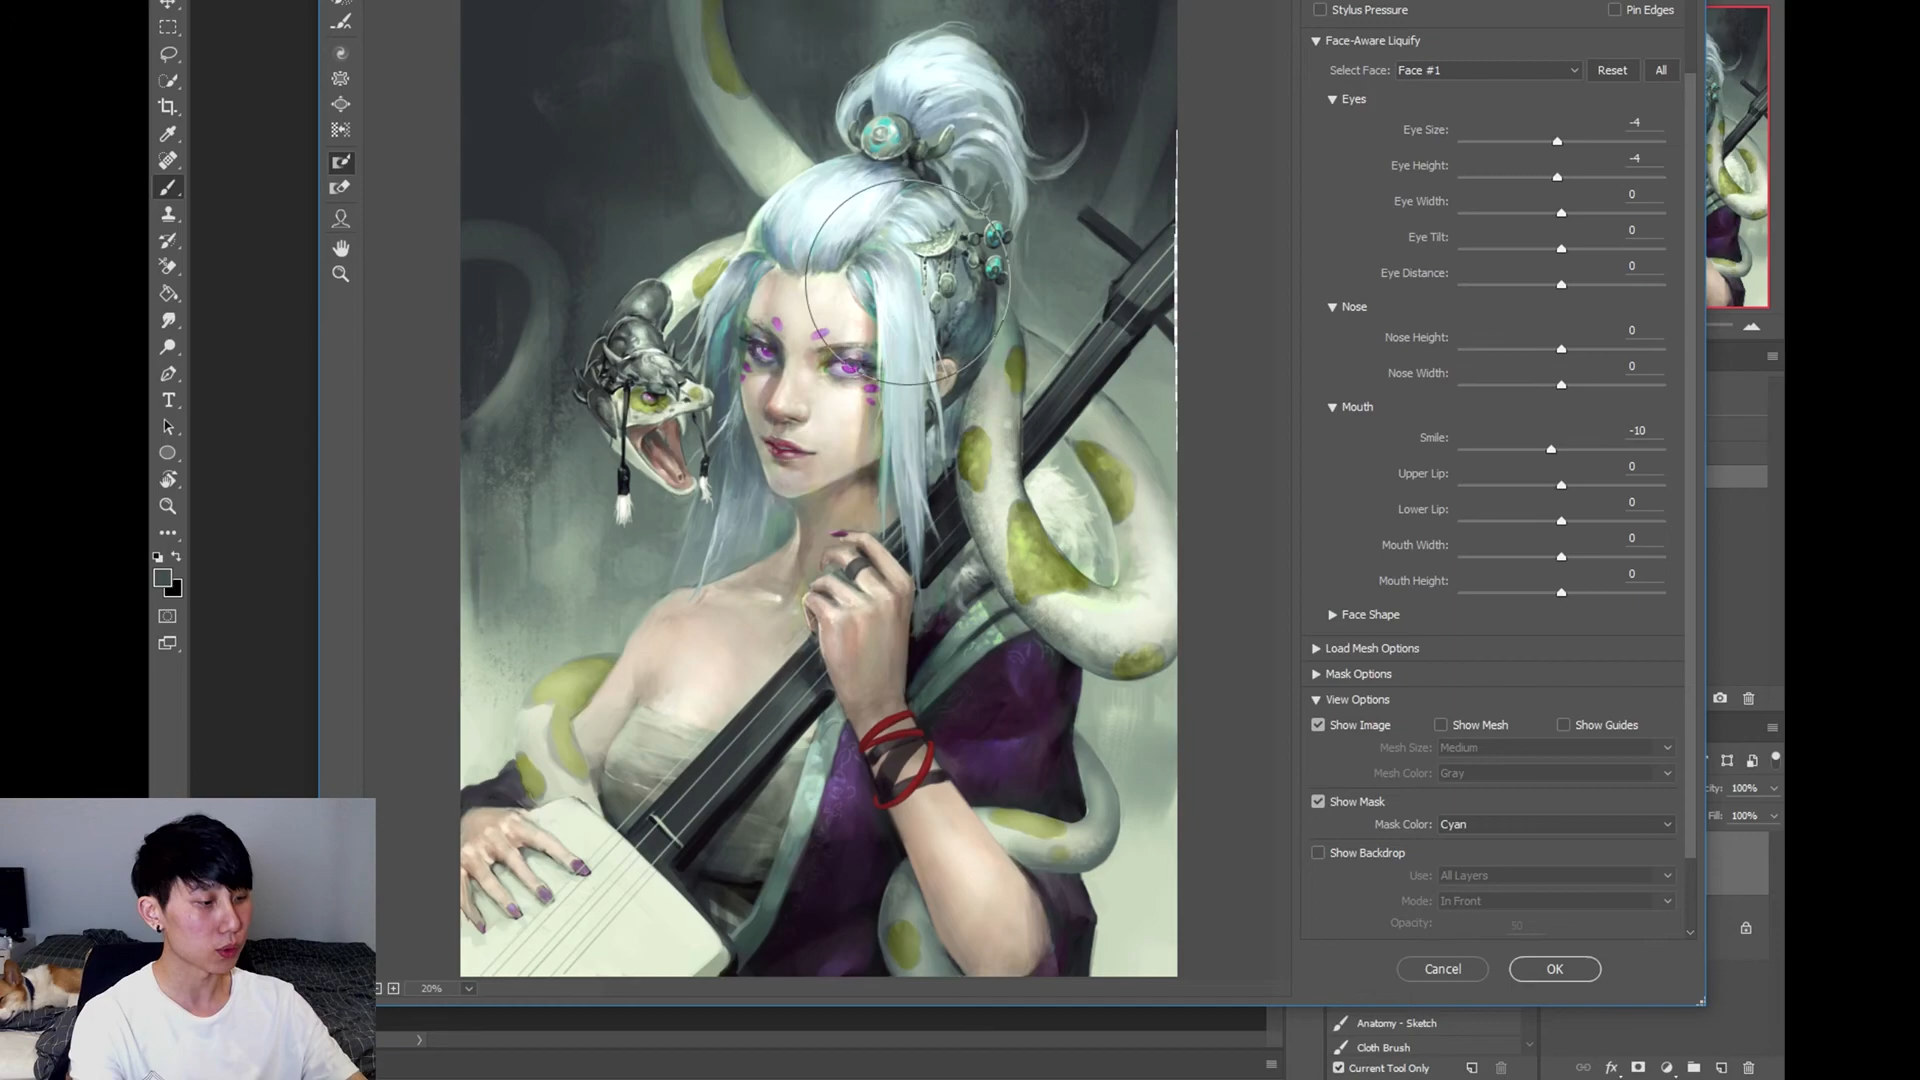 Stylus Pressure Pin Edges
Face-Aware Liquify
Select Face: Face #1 Reset All
Eyes
Eye Size: -4
Eye Height: -4
Eye Width: 0
Eye Tilt: 0
Eye Distance: 0
Nose
Nose Height: 0
Nose Width: 0
Mouth
Smile: -10
Upper Lip: 0
Lower Lip: 0
Mouth Width: 0
Mouth Height: 0
Face Shape
Load Mesh Options
Mask Options
View Options
Show Image Show Mesh Show Guides
Mesh Size: Medium
Mesh Color: Gray
Show Mask
Mask Color: Cyan
Show Backdrop
Use: All Layers
Mode: In Front
Opacity: 50
Cancel OK
20%
city: 100%
Fill: 100%
Anatomy - Sketch
Cloth Brush
Current Tool Only
fx
T